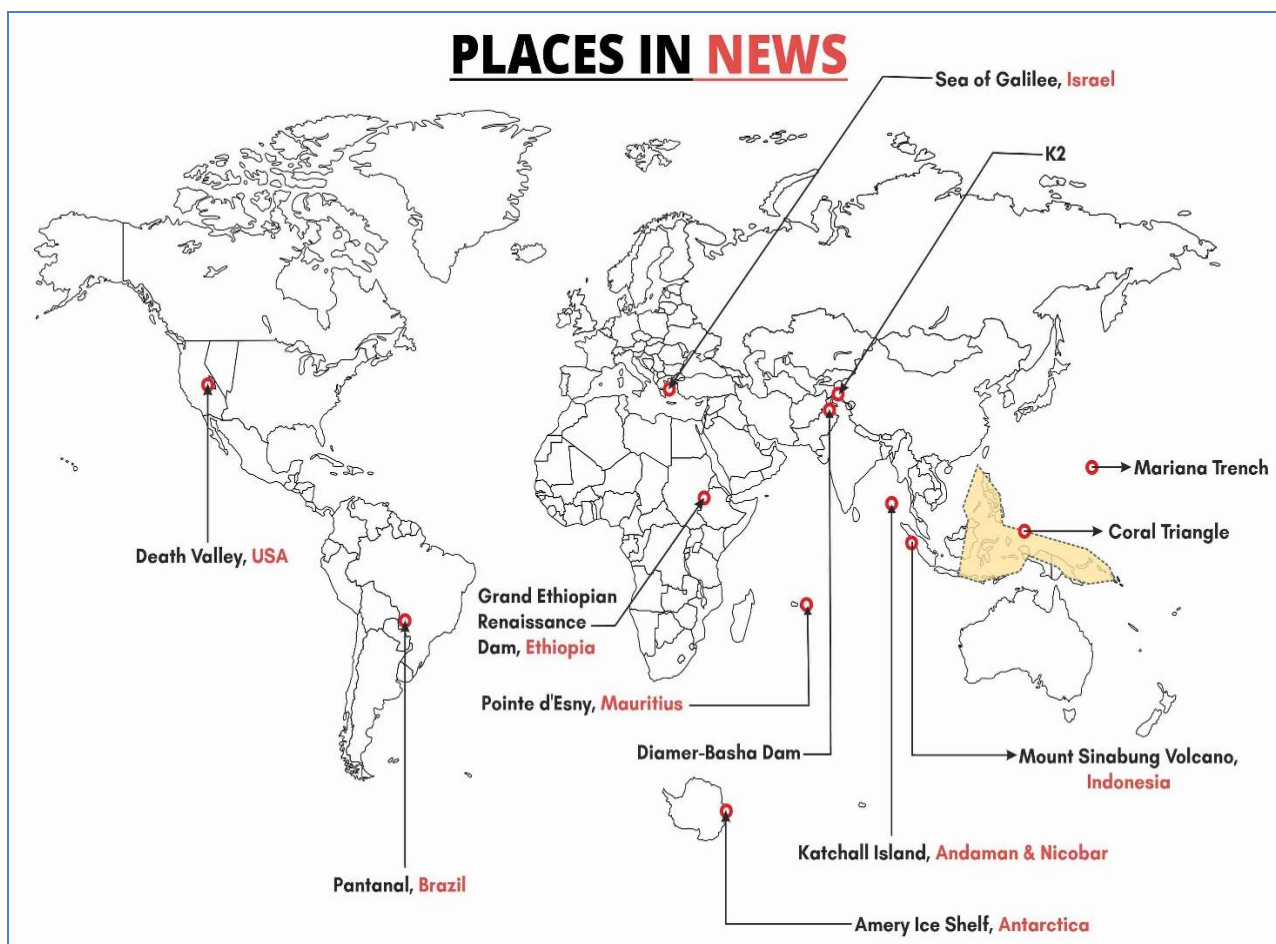 PLACES IN NEWS
Sea of Galilee, Israel
K2
Mariana Trench
Coral Triangle
Death Valley, USA
Grand Ethiopian
Renaissance
Dam, Ethiopia
Pointe d'Esny, Mauritius
Diamer-Basha Dam
Mount Sinabung Volcano,
Indonesia
Katchall Island, Andaman & Nicobar
Pantanal, Brazil
Amery Ice Shelf, Antarctica